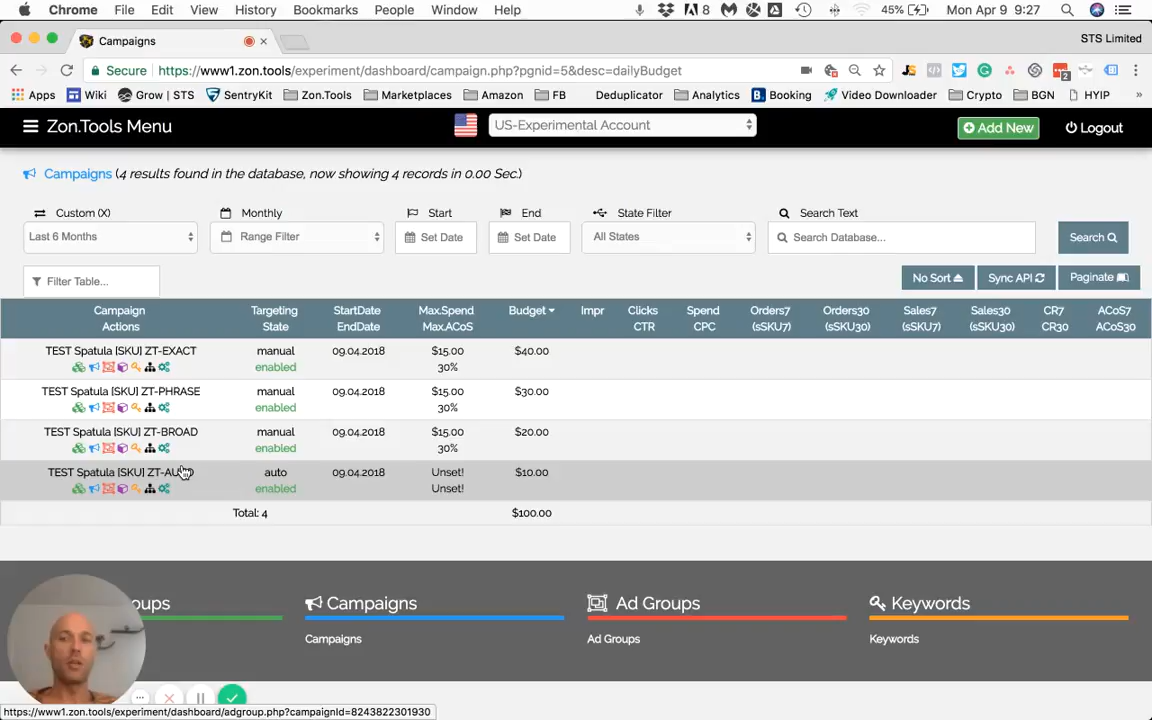 Chrome File Edit View History Bookmarks People Window Help 8 45% Mon Apr 9 9:27
Campaigns STS Limited
Secure https://www1.zon.tools/experiment/dashboard/campaign.php?pgnid=5&desc=dailyBudget
Apps Wiki Grow | STS SentryKit Zon.Tools Marketplaces Amazon FB Deduplicator Analytics Booking Video Downloader Crypto BGN HYIP »
Zon.Tools Menu US-Experimental Account Add New Logout
Campaigns (4 results found in the database, now showing 4 records in 0.00 Sec.)
Custom (X) Monthly Start End State Filter Search Text
Last 6 Months Range Filter Set Date Set Date All States Search Database... Search
Filter Table... No Sort Sync API Paginate
Campaign Targeting StartDate Max.Spend Budget Impr Clicks Spend Orders7 Orders30 Sales7 Sales30 CR7 ACoS7
Actions State EndDate Max.ACoS CTR CPC (sSKU7) (sSKU30) (sSKU7) (sSKU30) CR30 ACoS30
TEST Spatula [SKU] ZT-EXACT manual 09.04.2018 $15.00 $40.00
enabled 30%
TEST Spatula [SKU] ZT-PHRASE manual 09.04.2018 $15.00 $30.00
enabled 30%
TEST Spatula [SKU] ZT-BROAD manual 09.04.2018 $15.00 $20.00
enabled 30%
TEST Spatula [SKU] ZT-AUTO auto 09.04.2018 Unset! $10.00
enabled Unset!
Total: 4 $100.00
oups Campaigns Ad Groups Keywords
Campaigns Ad Groups Keywords
https://www1.zon.tools/experiment/dashboard/adgroup.php?campaignId=8243822301930